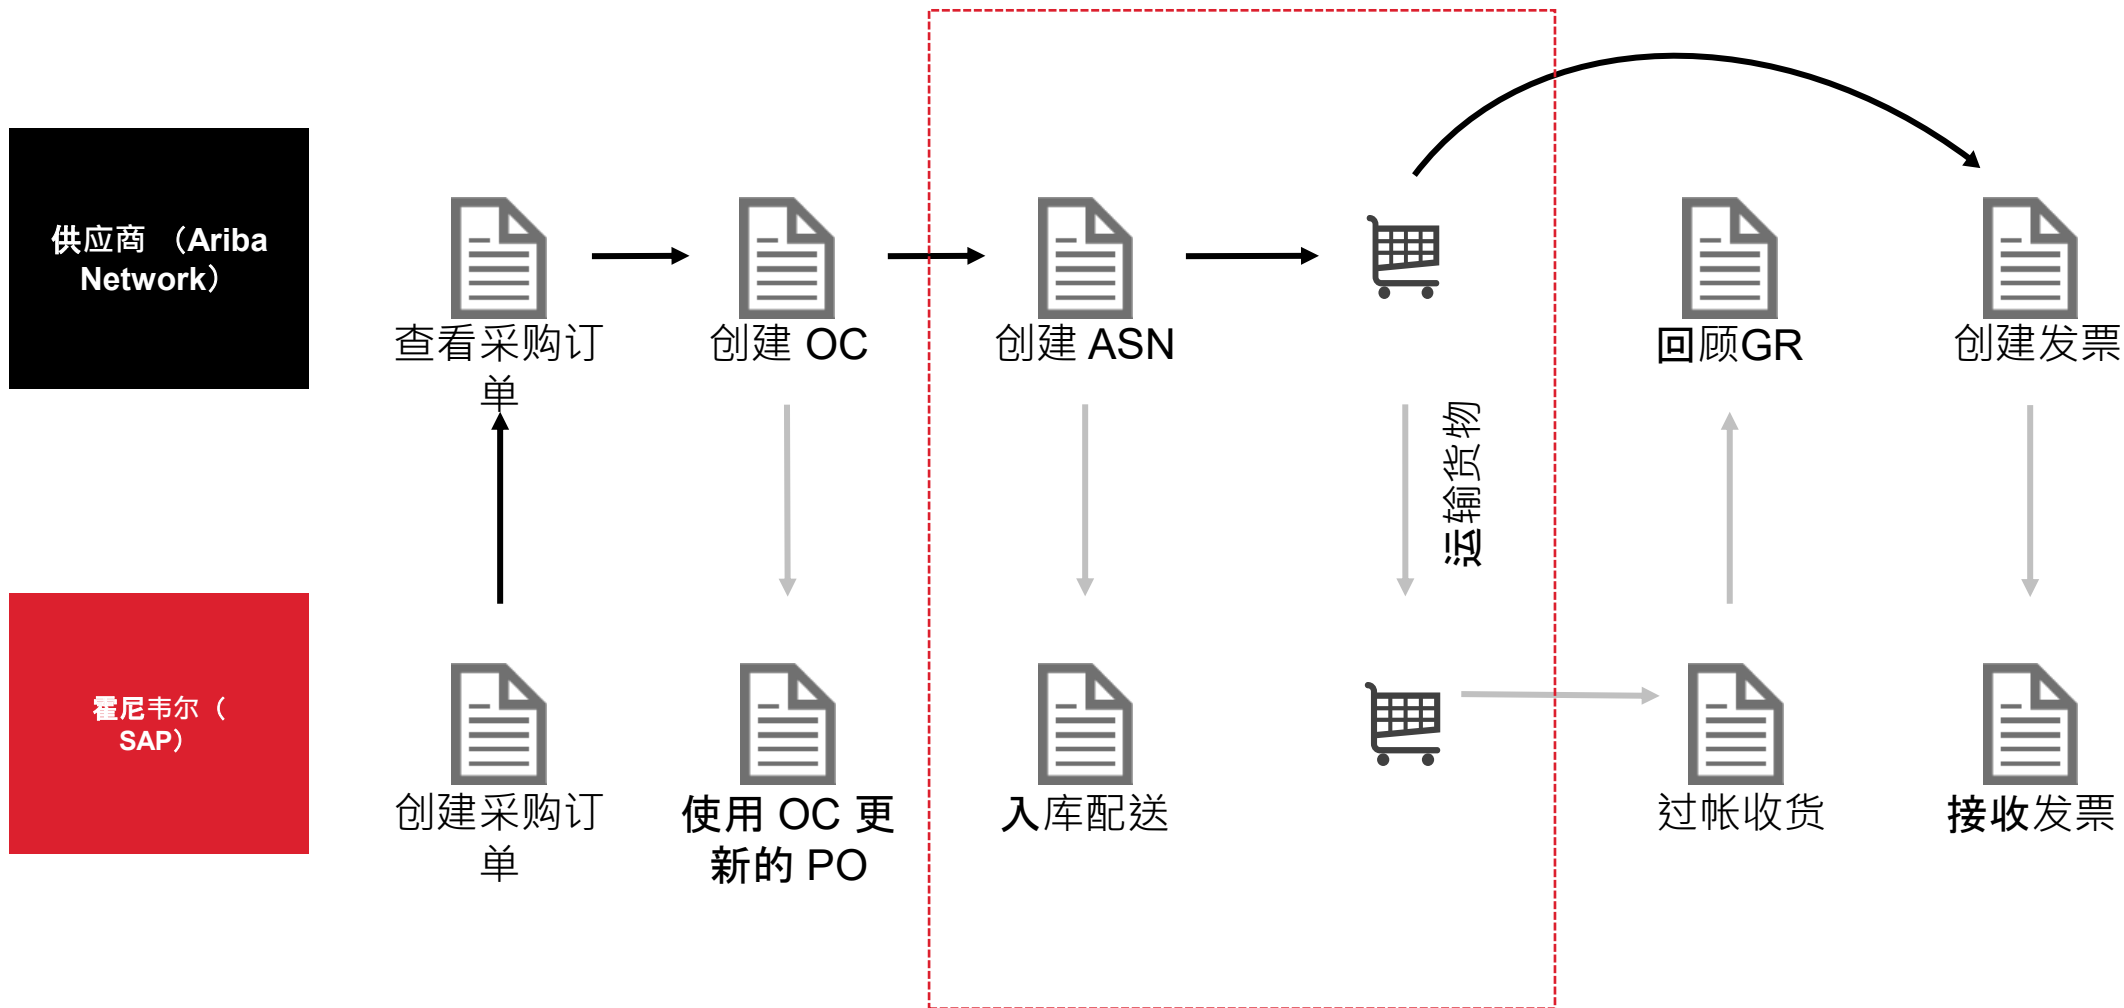 供应商 （Ariba
Network）
查看采购订
单
创建 OC
创建 ASN
回顾GR
创建发票
运输货物
霍尼韦尔（
SAP）
创建采购订
单
使用 OC 更
新的 PO
入库配送
过帐收货
接收发票